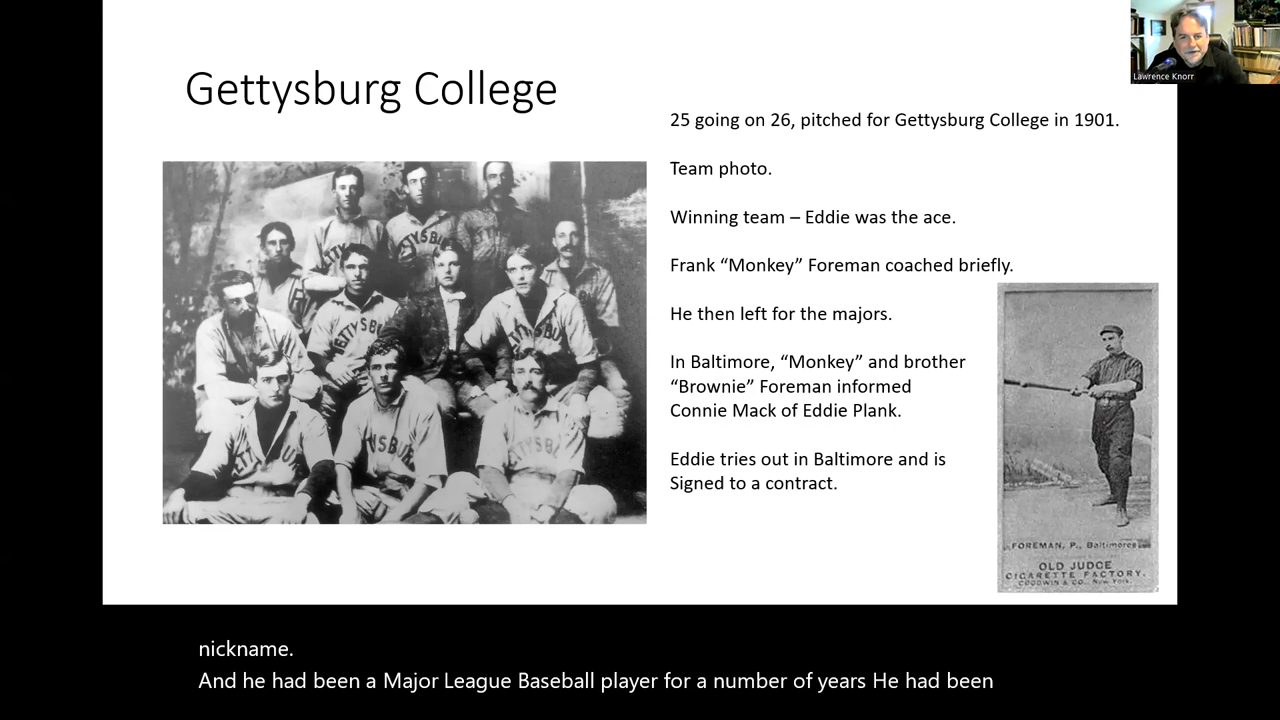 Gettysburg College
Lawrence Knorr
25 going on 26, pitched for Gettysburg College in 1901.
Team photo.
Winning team – Eddie was the ace.
Frank “Monkey” Foreman coached briefly.
He then left for the majors.
In Baltimore, “Monkey” and brother
“Brownie” Foreman informed
Connie Mack of Eddie Plank.
Eddie tries out in Baltimore and is
Signed to a contract.
FOREMAN, P., Baltimores
OLD JUDGE
CIGARETTE FACTORY.
GOODWIN & CO., New York.
nickname.
And he had been a Major League Baseball player for a number of years He had been